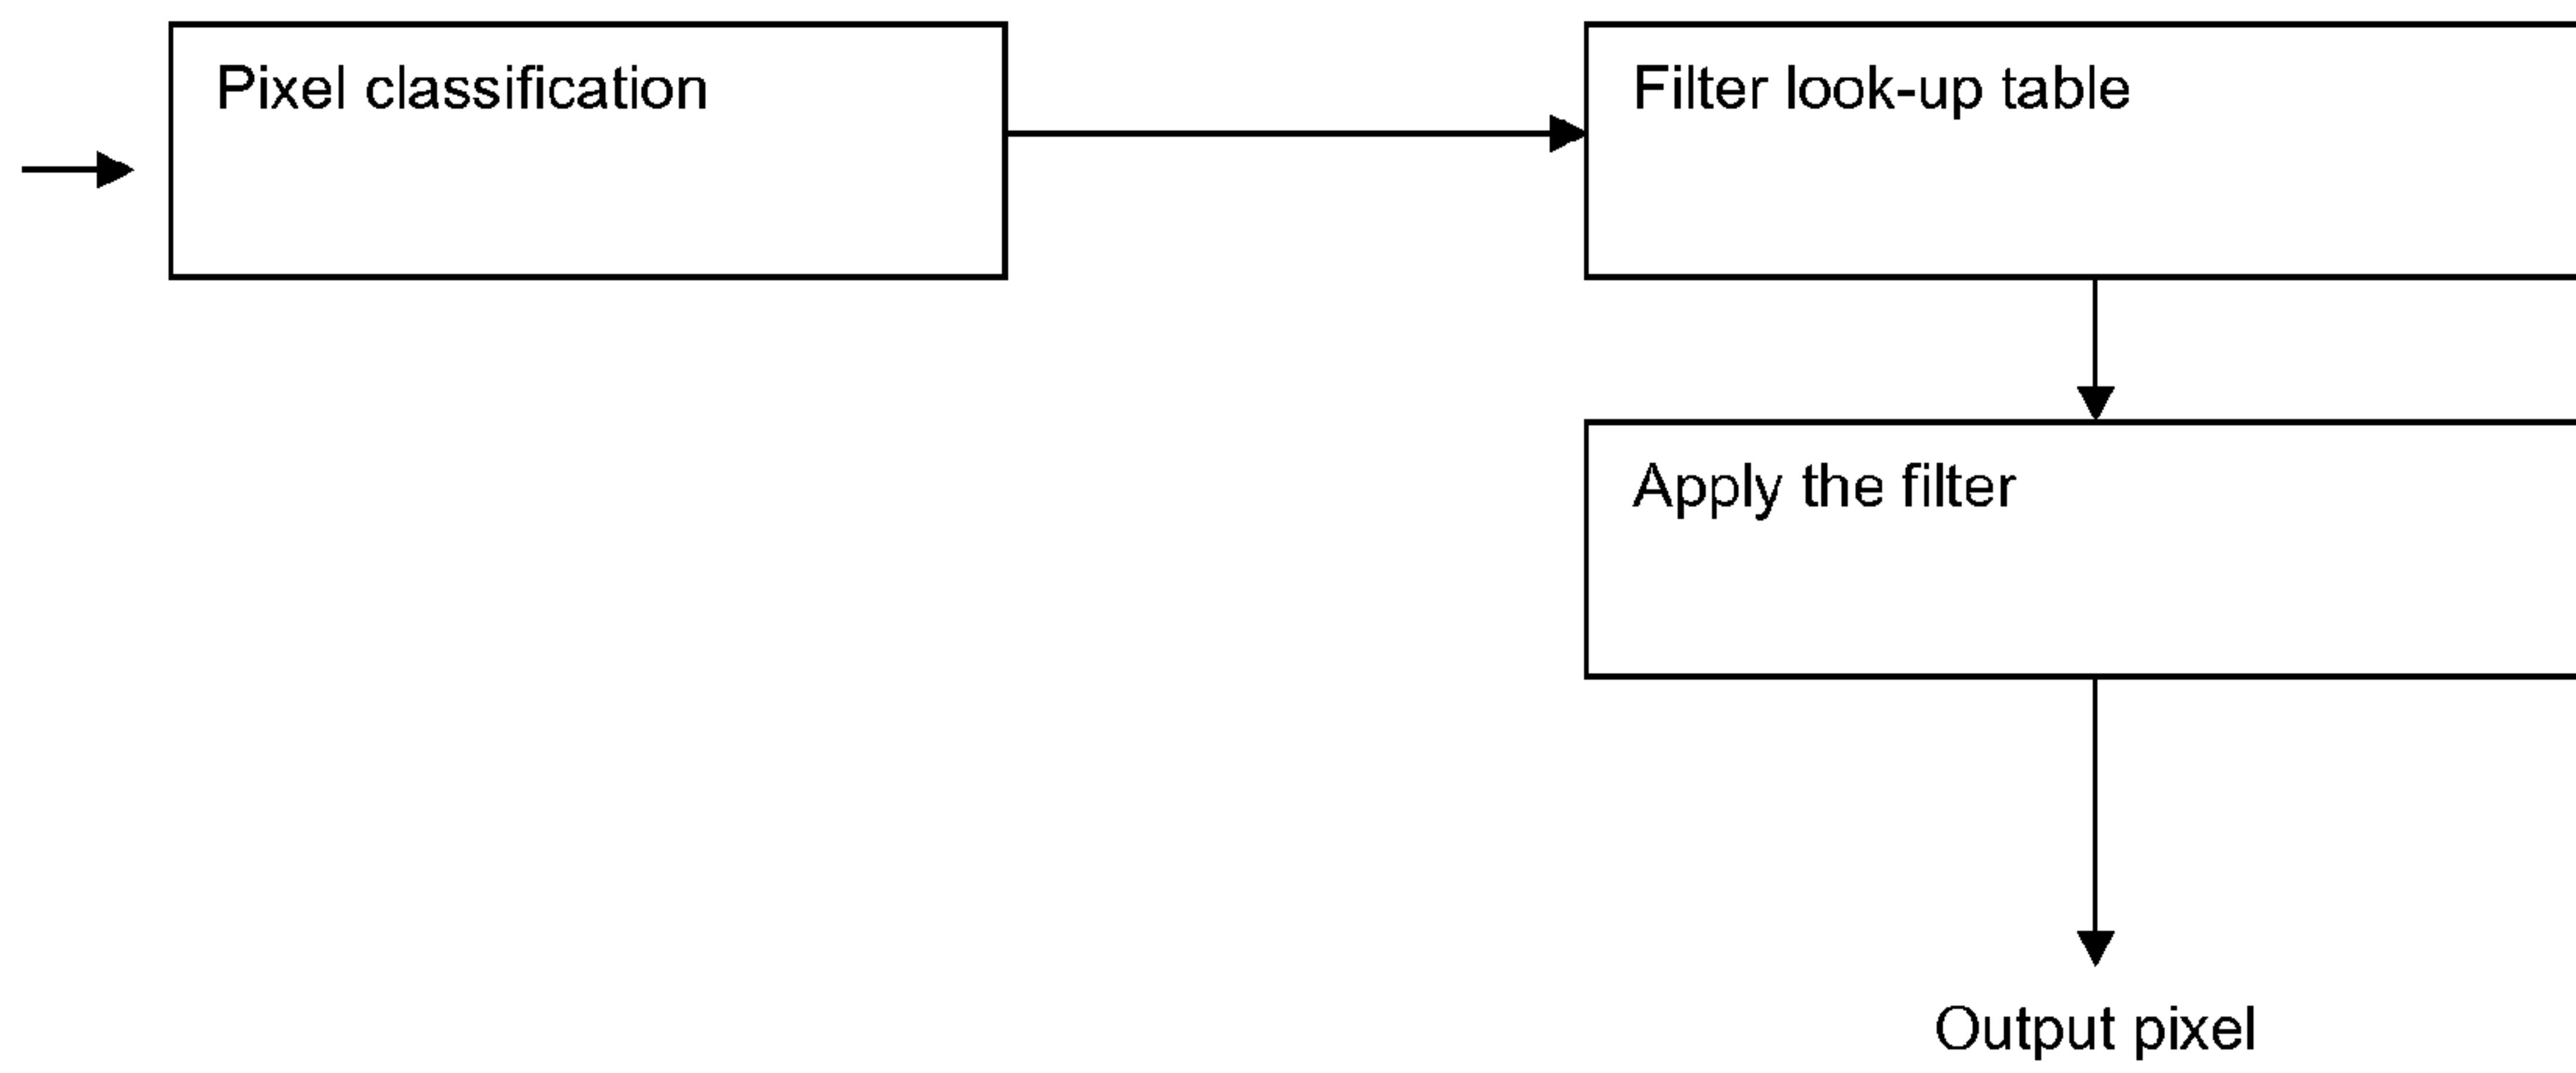 Pixel classification
Filter look-up table
Apply the filter
Output pixel